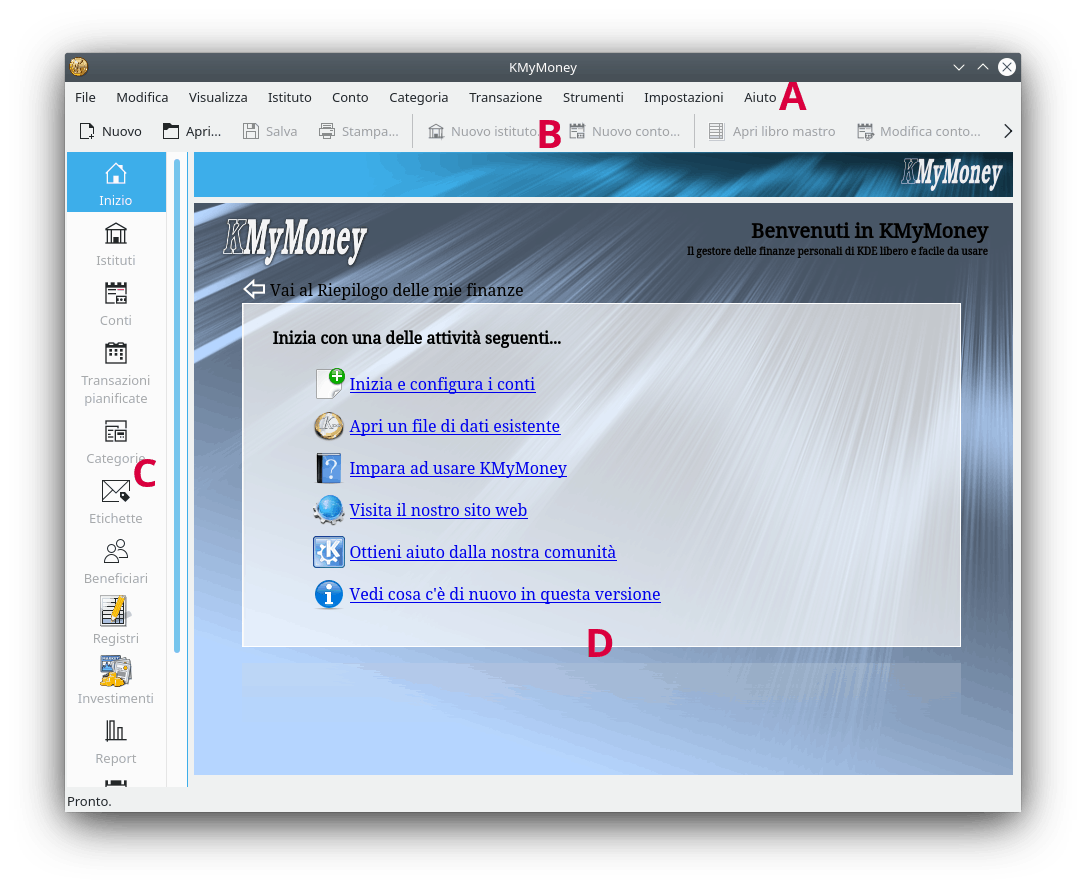 KMyMoney
File Modifica Visualizza Istituto Conto Categoria Transazione Strumenti Impostazioni Aiuto A
Nuovo Apri... Salva Stampa... Nuovo istituto... B Nuovo conto... Apri libro mastro Modifica conto...
Inizio
Istituti
Conti
Transazioni
pianificate
Categorie
C
Etichette
Beneficiari
Registri
Investimenti
Report
KMyMoney
KMyMoney
Benvenuti in KMyMoney
Il gestore delle finanze personali di KDE libero e facile da usare
Vai al Riepilogo delle mie finanze
Inizia con una delle attività seguenti...
Inizia e configura i conti
Apri un file di dati esistente
Impara ad usare KMyMoney
Visita il nostro sito web
Ottieni aiuto dalla nostra comunità
Vedi cosa c'è di nuovo in questa versione
D
Pronto.